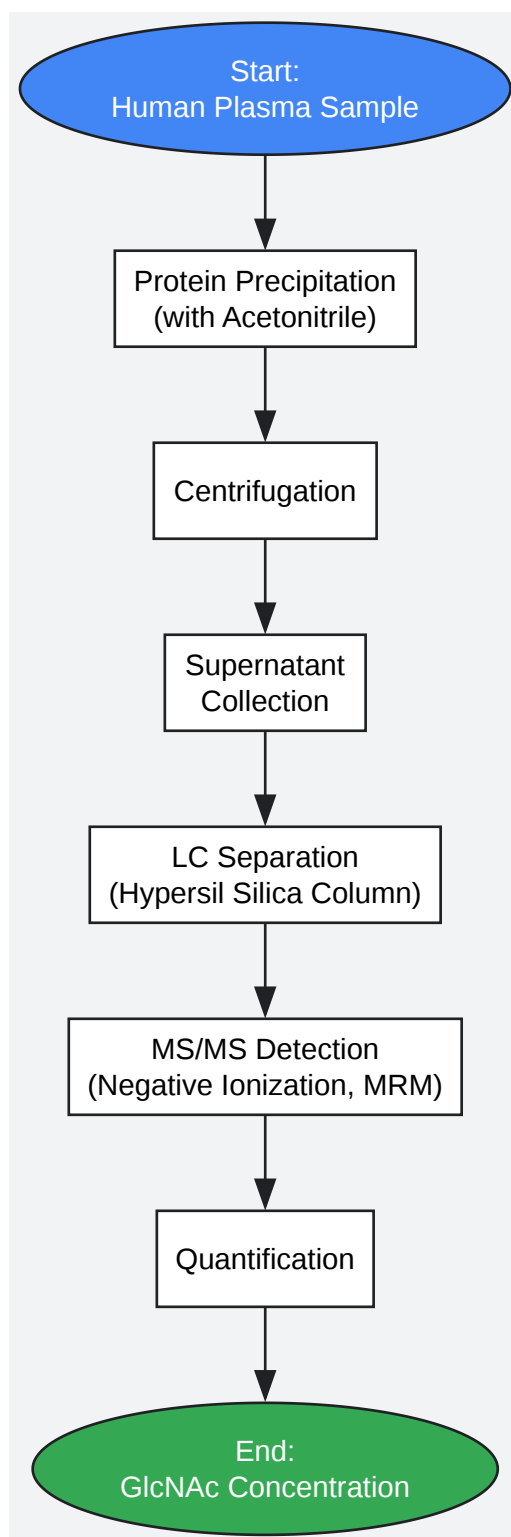 Start:
Human Plasma Sample
Protein Precipitation
(with Acetonitrile)
Centrifugation
Supernatant
Collection
LC Separation
(Hypersil Silica Column)
MS/MS Detection
(Negative Ionization, MRM)
Quantification
End:
GlcNAc Concentration